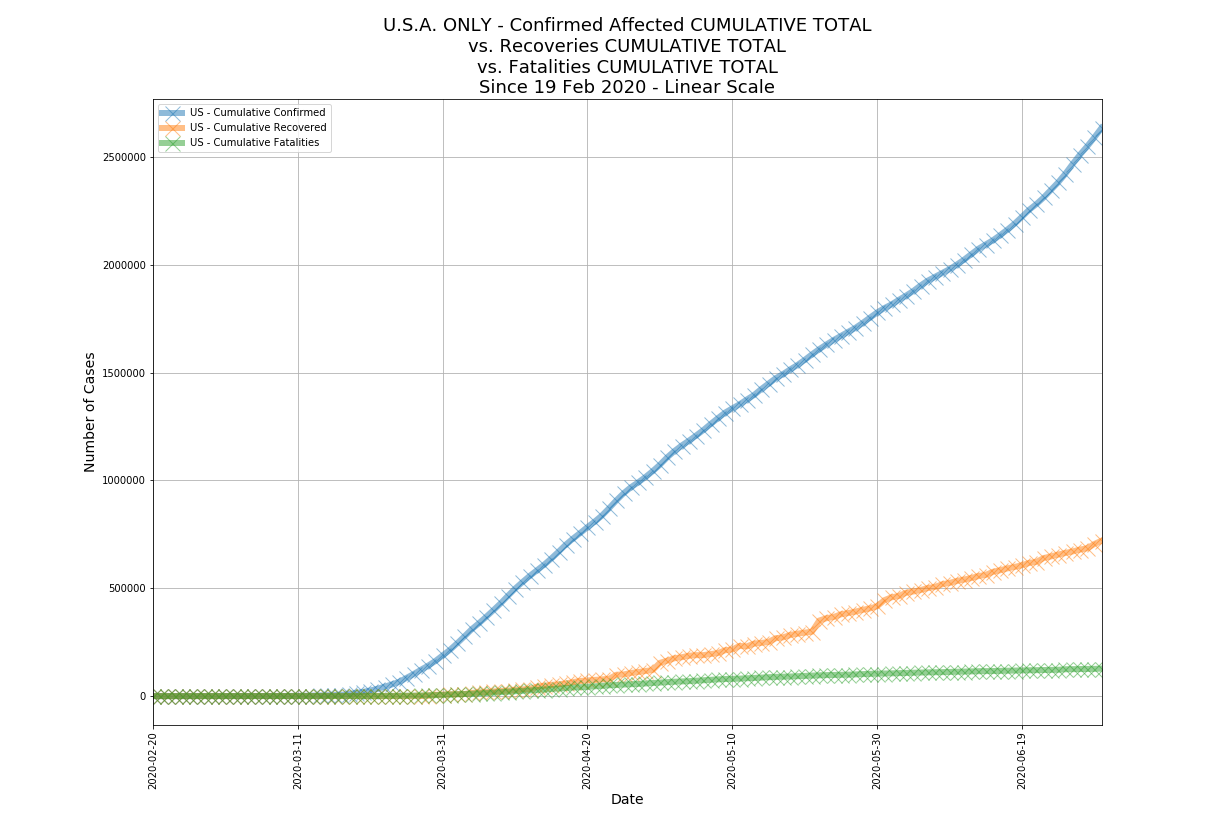 U.S.A. ONLY - Confirmed Affected CUMULATIVE TOTAL
vs. Recoveries CUMULATIVE TOTAL
vs. Fatalities CUMULATIVE TOTAL
Since 19 Feb 2020 - Linear Scale
US - Cumulative Confirmed
US - Cumulative Recovered
US - Cumulative Fatalities
Number of Cases
2500000
2000000
1500000
1000000
500000
0
2020-02-20
2020-03-11
2020-03-31
2020-04-20
2020-05-10
2020-05-30
2020-06-19
Date